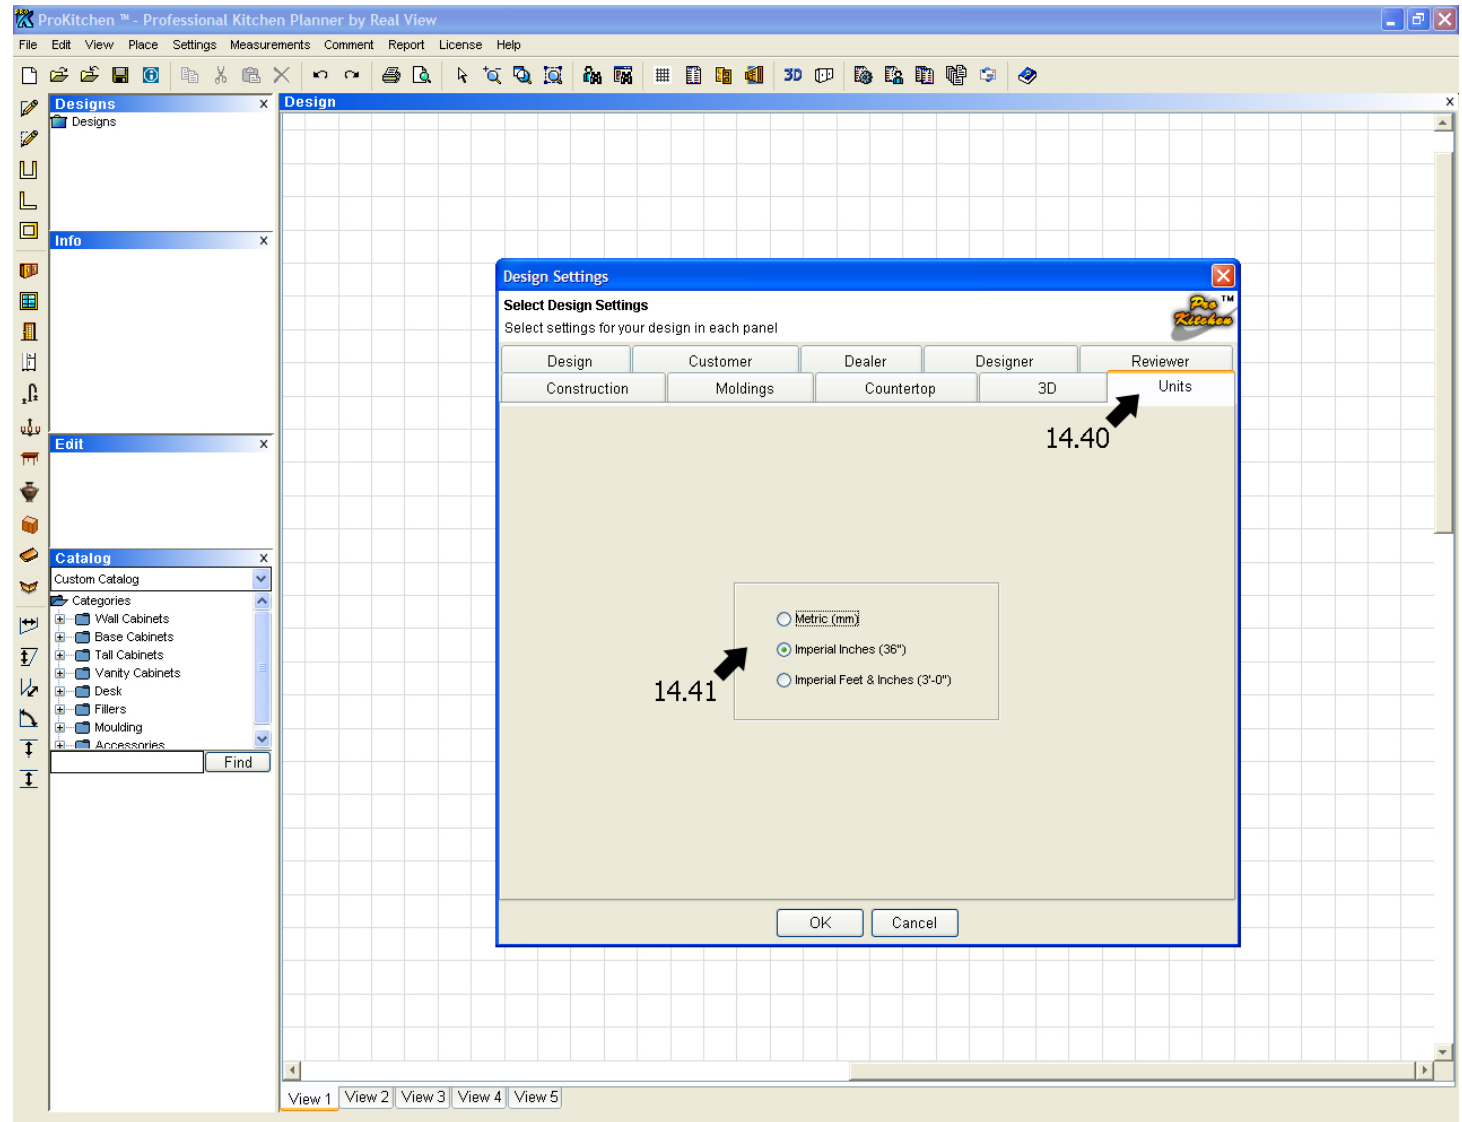 ProKitchen ™ - Professional Kitchen Planner by Real View
File Edit View Place Settings Measurements Comment Report License Help
3D
Designs x
Designs
Info x
Edit x
Catalog x
Custom Catalog
Categories
Wall Cabinets
Base Cabinets
Tall Cabinets
Vanity Cabinets
Desk
Fillers
Moulding
Accessories
Find
Design x
Design Settings
Select Design Settings
Select settings for your design in each panel
Pro Kitchen TM
Design Customer Dealer Designer Reviewer
Construction Moldings Countertop 3D Units
14.40
Metric (mm)
Imperial Inches (36")
Imperial Feet & Inches (3'-0")
14.41
OK Cancel
View 1 View 2 View 3 View 4 View 5